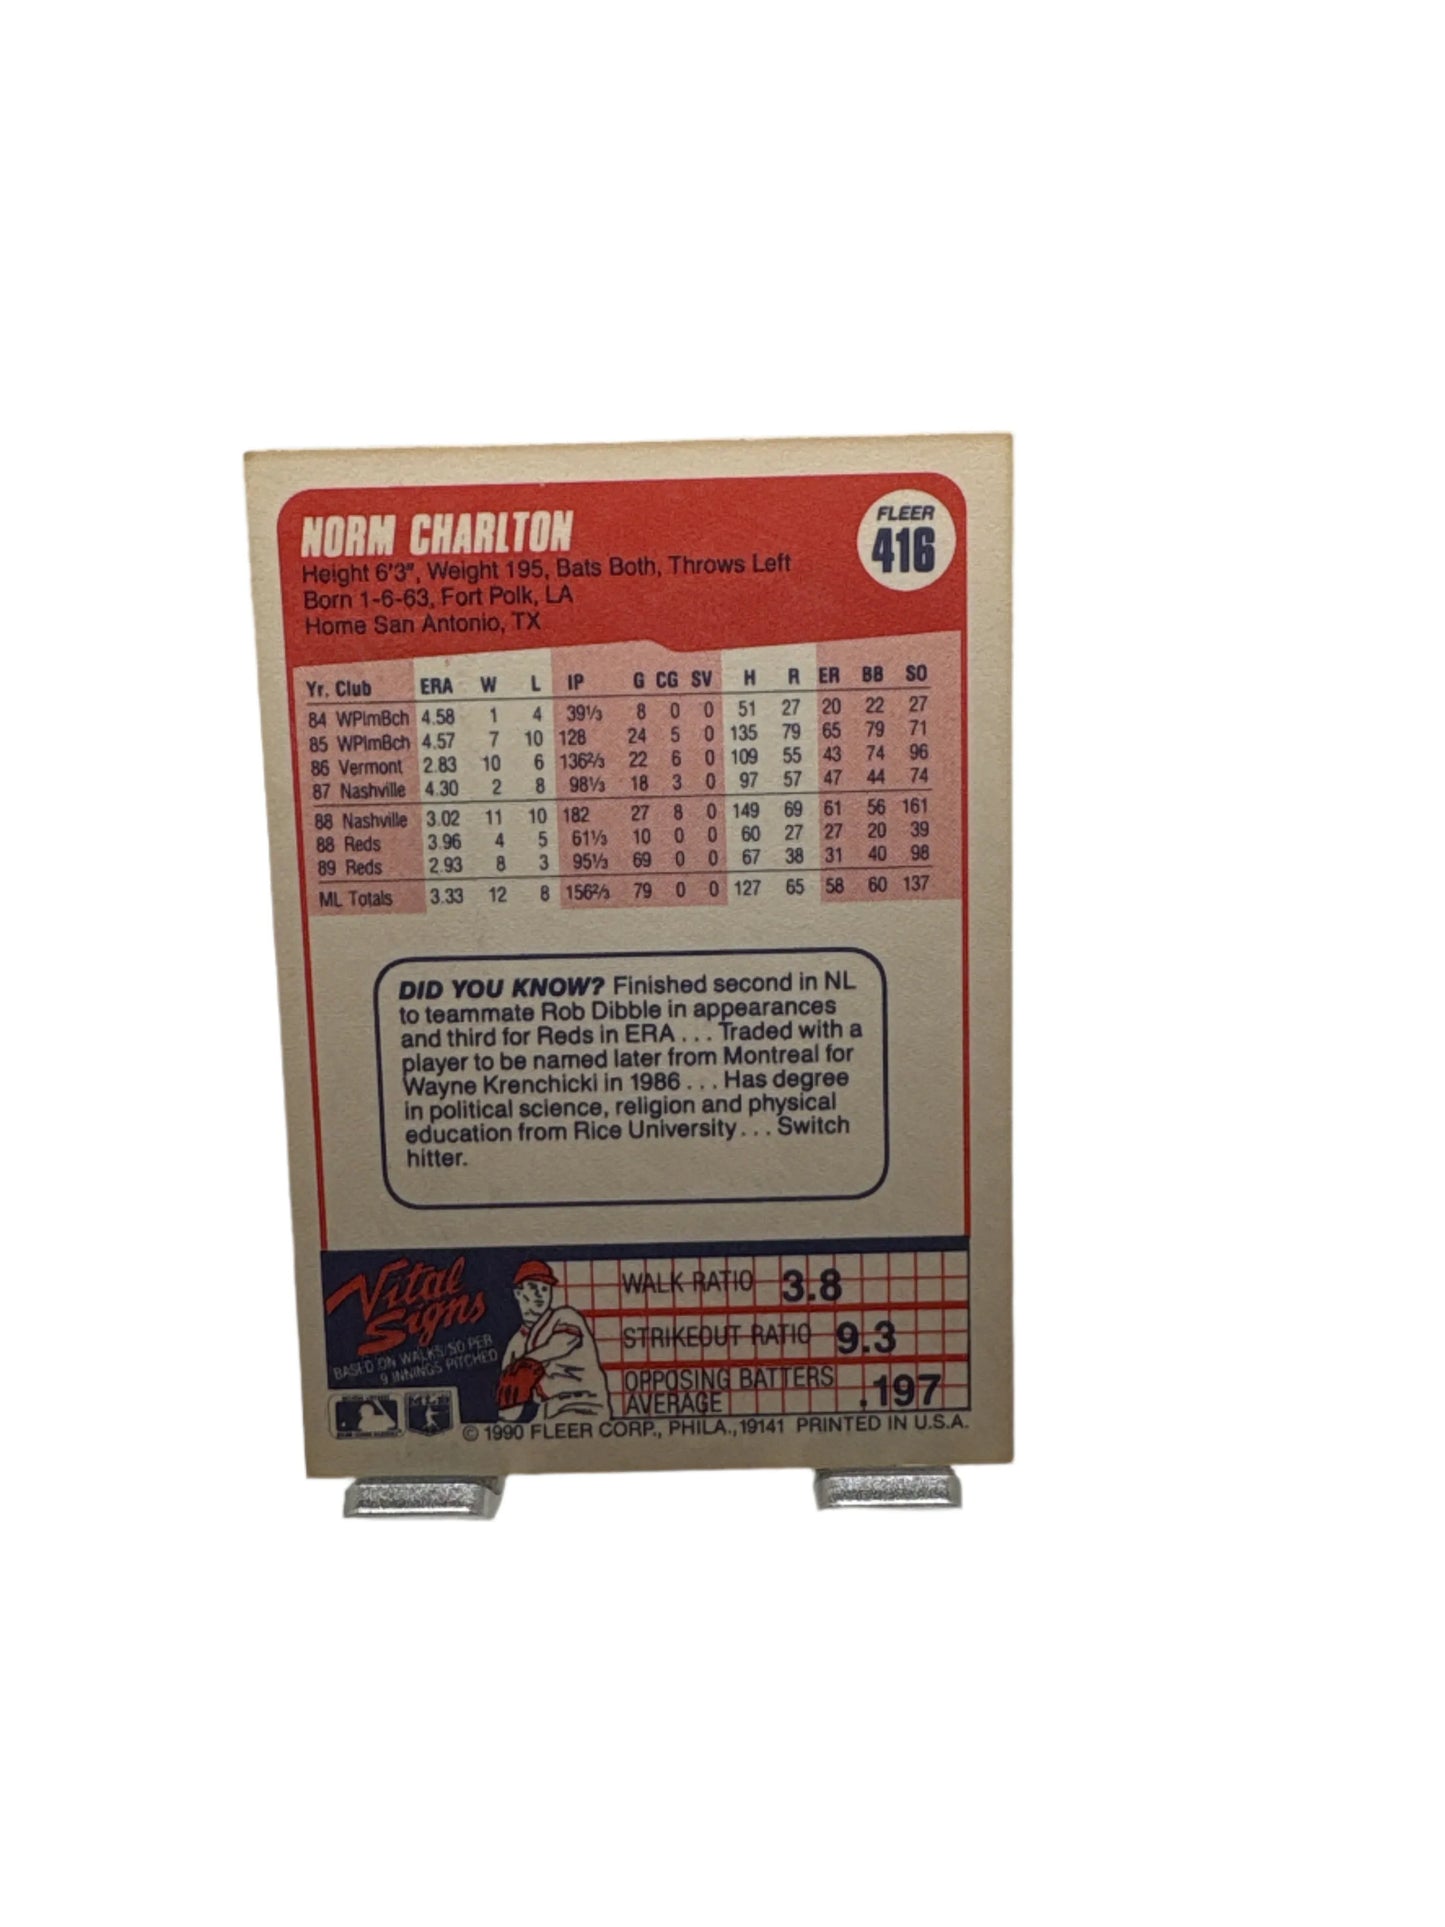 NORM CHARLTON
FLEER
416
Height 6'3", Weight 195, Bats Both, Throws Left
Born 1-6-63, Fort Polk, LA
Home San Antonio, TX
Yr. Club ERA W L IP G CG SV H R ER BB SO
84 WPlmBch 4.58 1 4 39⅓ 8 0 0 51 27 20 22 27
85 WPlmBch 4.57 7 10 128 24 5 0 135 79 65 79 71
86 Vermont 2.83 10 6 136⅔ 22 6 0 109 55 43 74 96
87 Nashville 4.30 2 8 98⅓ 18 3 0 97 57 47 44 74
88 Nashville 3.02 11 10 182 27 8 0 149 69 61 56 161
88 Reds 3.96 4 5 61⅓ 10 0 0 60 27 27 20 39
89 Reds 2.93 8 3 95⅓ 69 0 0 67 38 31 40 98
ML Totals 3.33 12 8 156⅔ 79 0 0 127 65 58 60 137
DID YOU KNOW? Finished second in NL
to teammate Rob Dibble in appearances
and third for Reds in ERA . . . Traded with a
player to be named later from Montreal for
Wayne Krenchicki in 1986 . . . Has degree
in political science, religion and physical
education from Rice University . . . Switch
hitter.
Vital
Signs
BASED ON WALKS/SO PER
9 INNINGS PITCHED
WALK RATIO 3.8
STRIKEOUT RATIO 9.3
OPPOSING BATTERS
AVERAGE .197
© 1990 FLEER CORP., PHILA., 19141 PRINTED IN U.S.A.